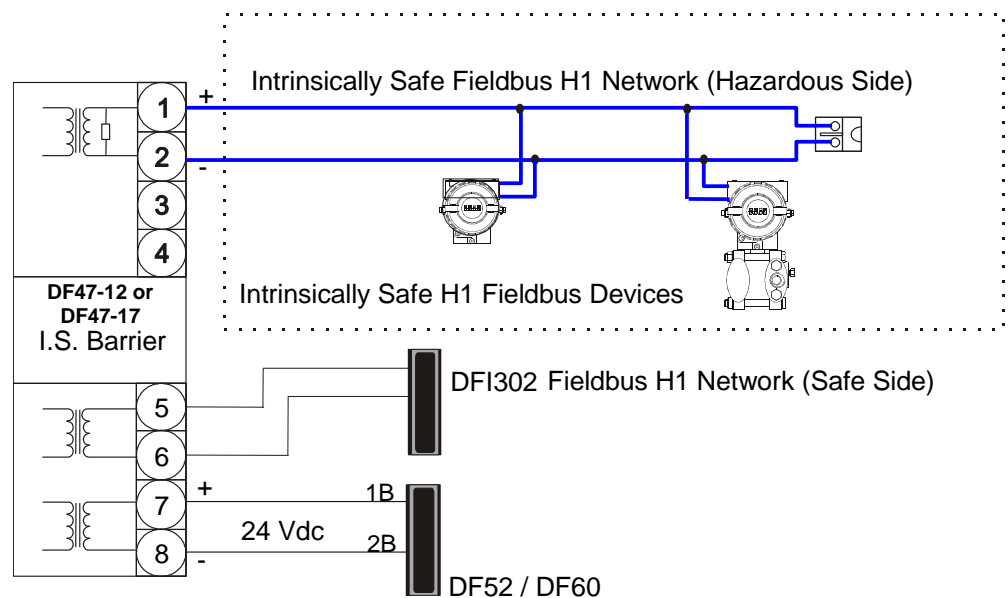 Intrinsically Safe Fieldbus H1 Network (Hazardous Side)
1
+
2
-
3
4
DF47-12 or
DF47-17
I.S. Barrier
Intrinsically Safe H1 Fieldbus Devices
DFI302 Fieldbus H1 Network (Safe Side)
5
6
7
+
1B
24 Vdc
8
-
2B
DF52 / DF60